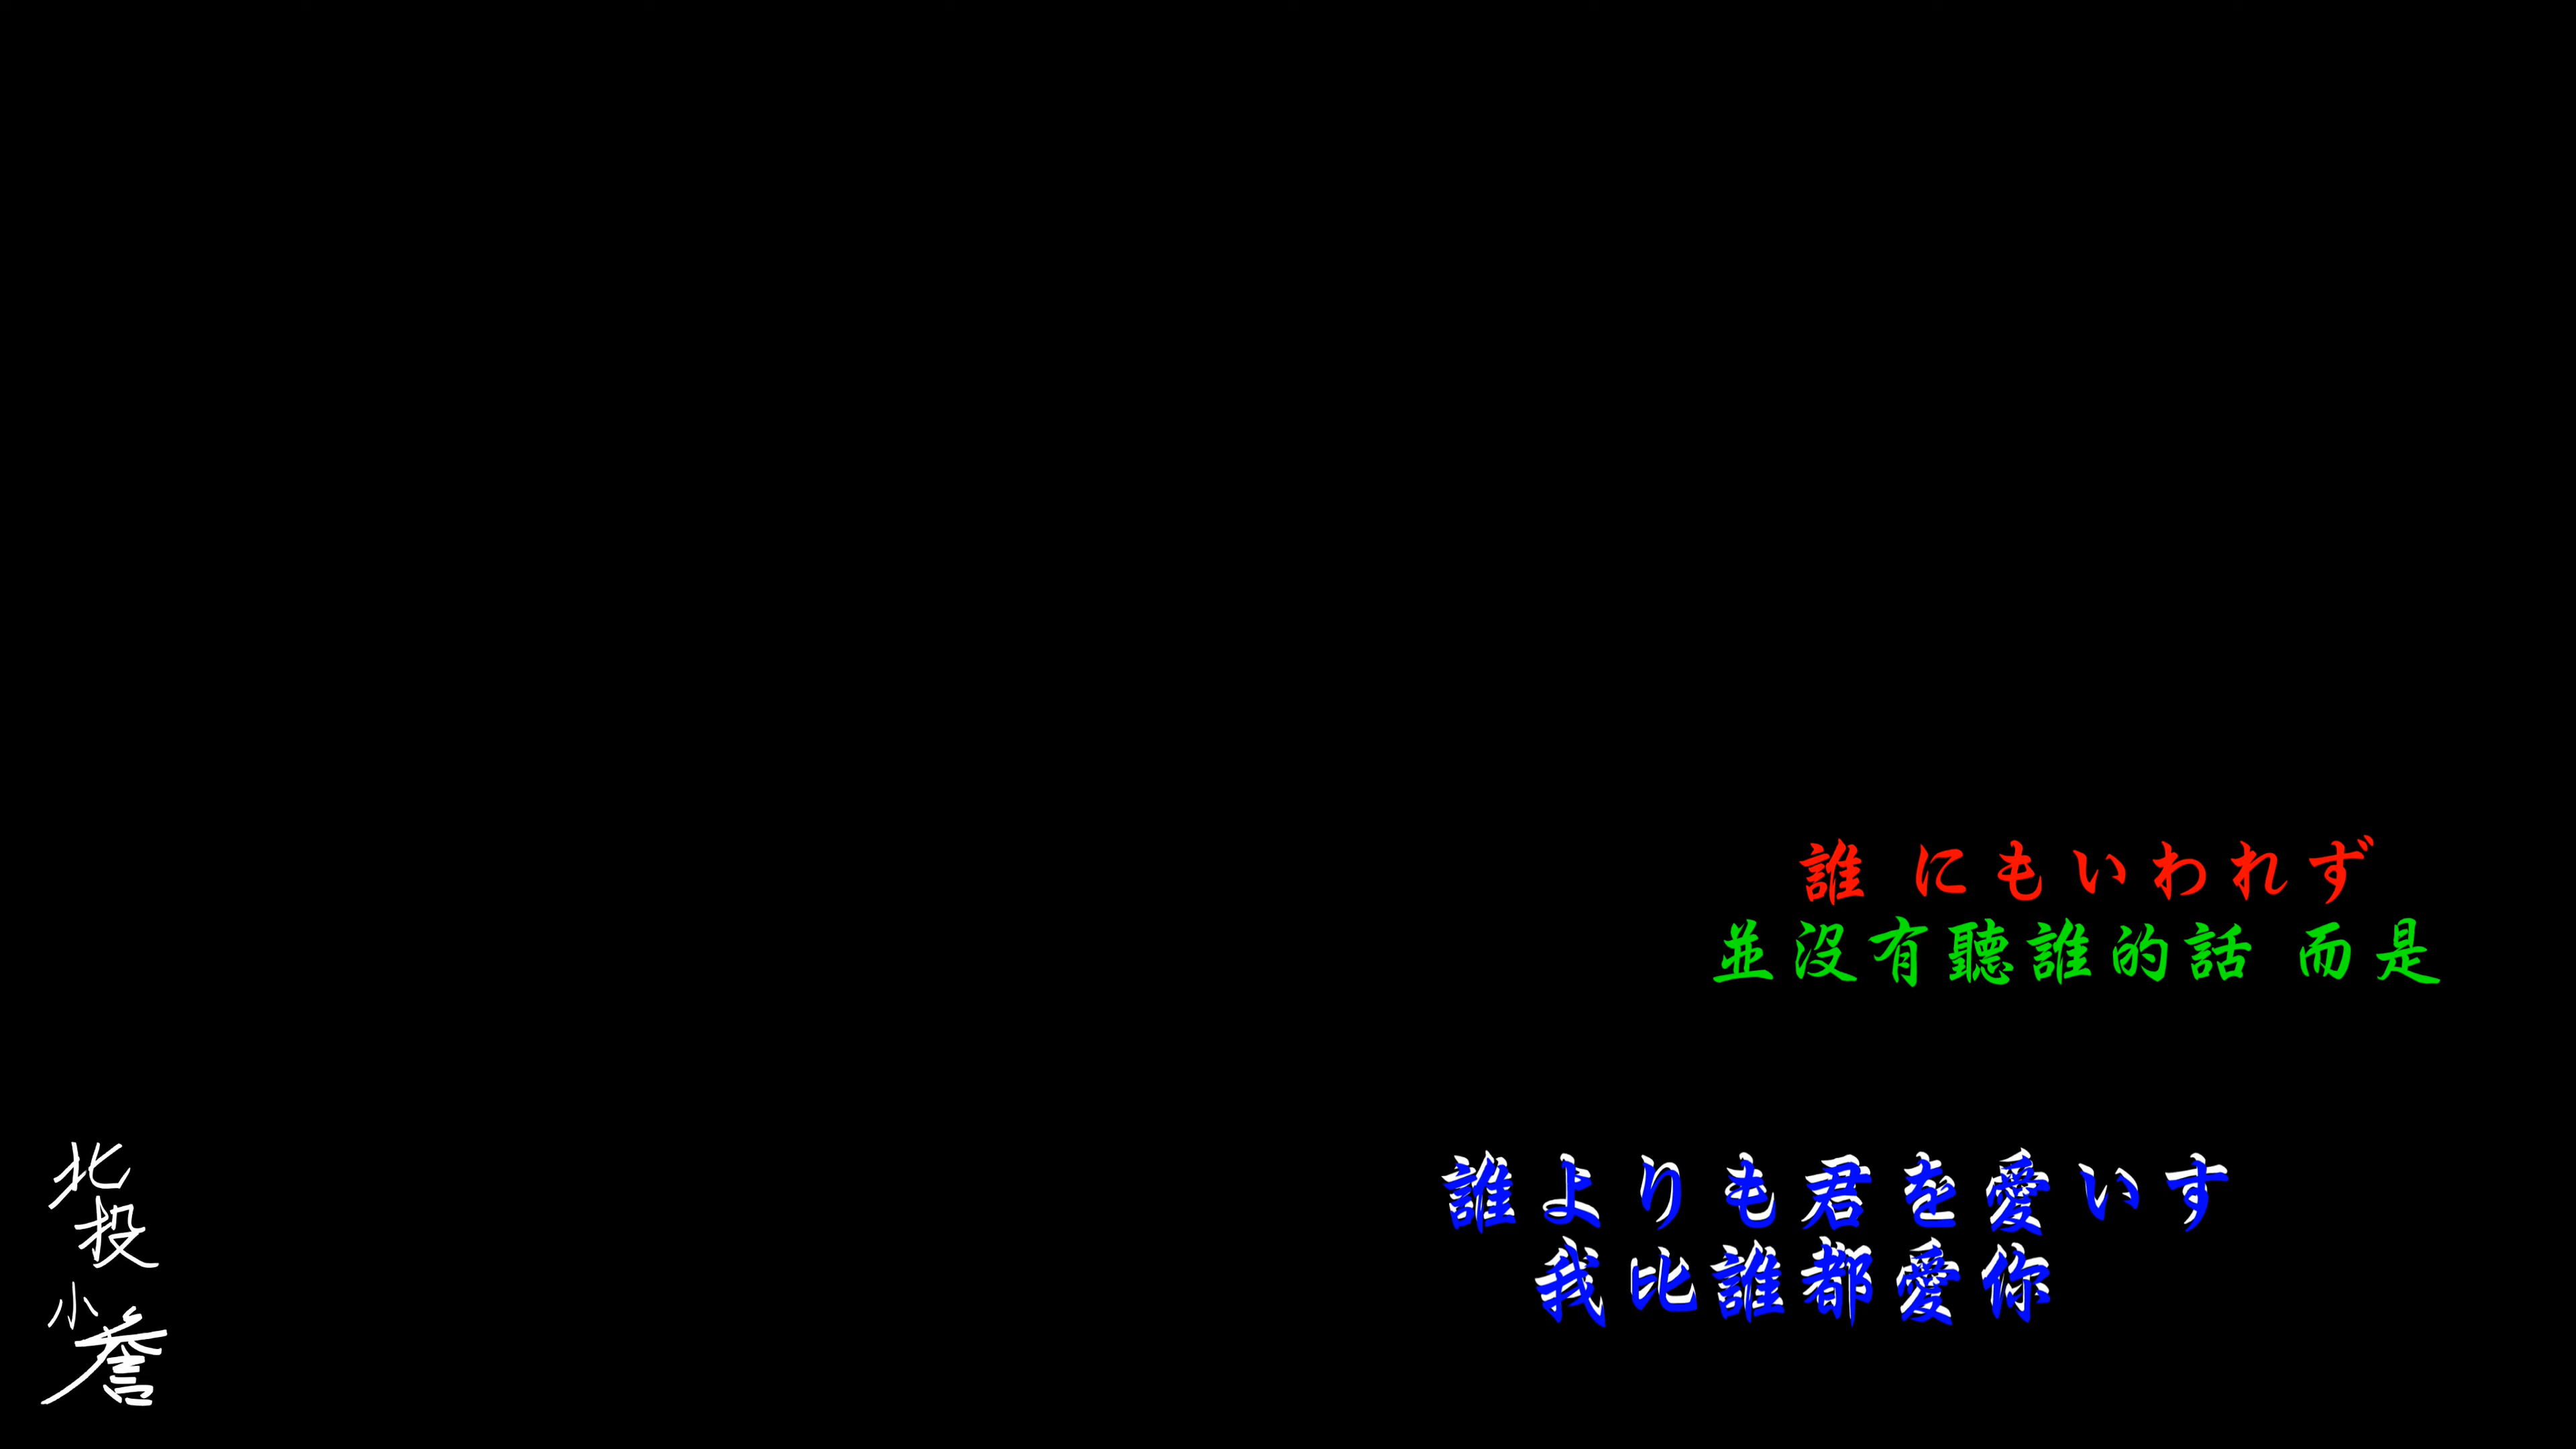 誰 にもいわれず
並沒有聽誰的話 而是
誰よりも君を愛いす
我比誰都愛你
北投小詹